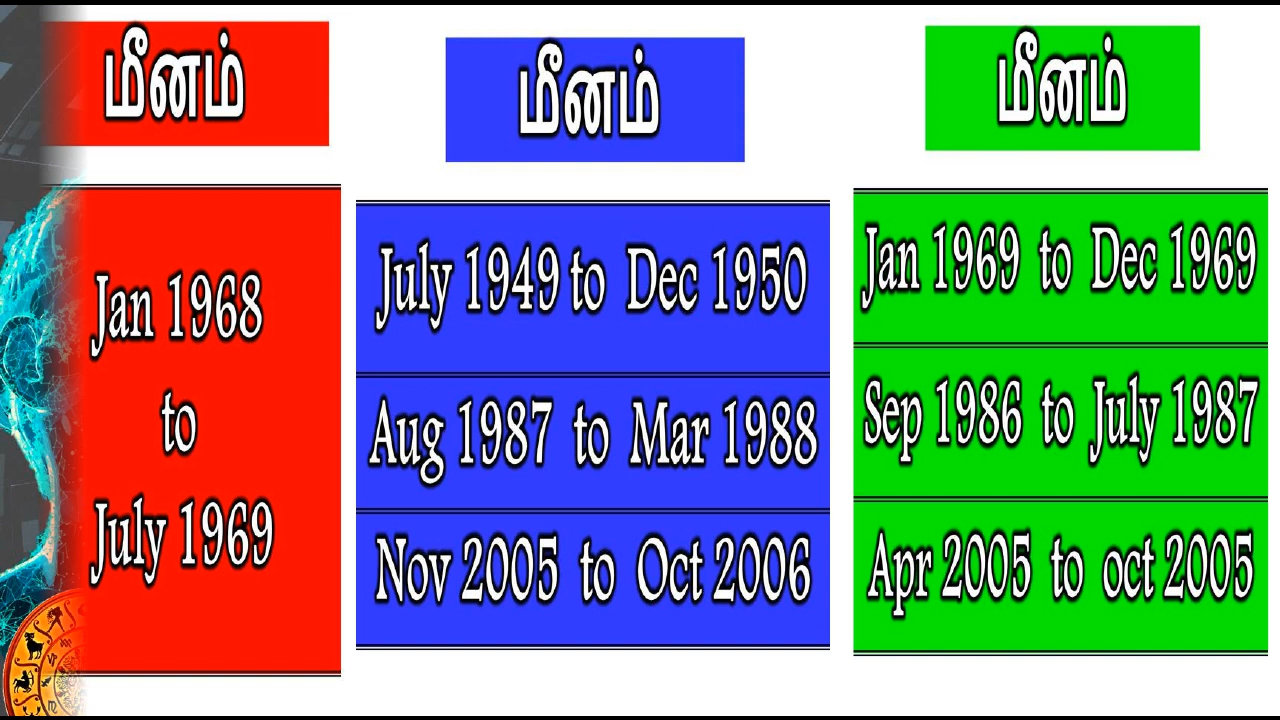 மீனம்
Jan 1968
to
July 1969
மீனம்
July 1949 to Dec 1950
Aug 1987 to Mar 1988
Nov 2005 to Oct 2006
மீனம்
Jan 1969 to Dec 1969
Sep 1986 to July 1987
Apr 2005 to oct 2005